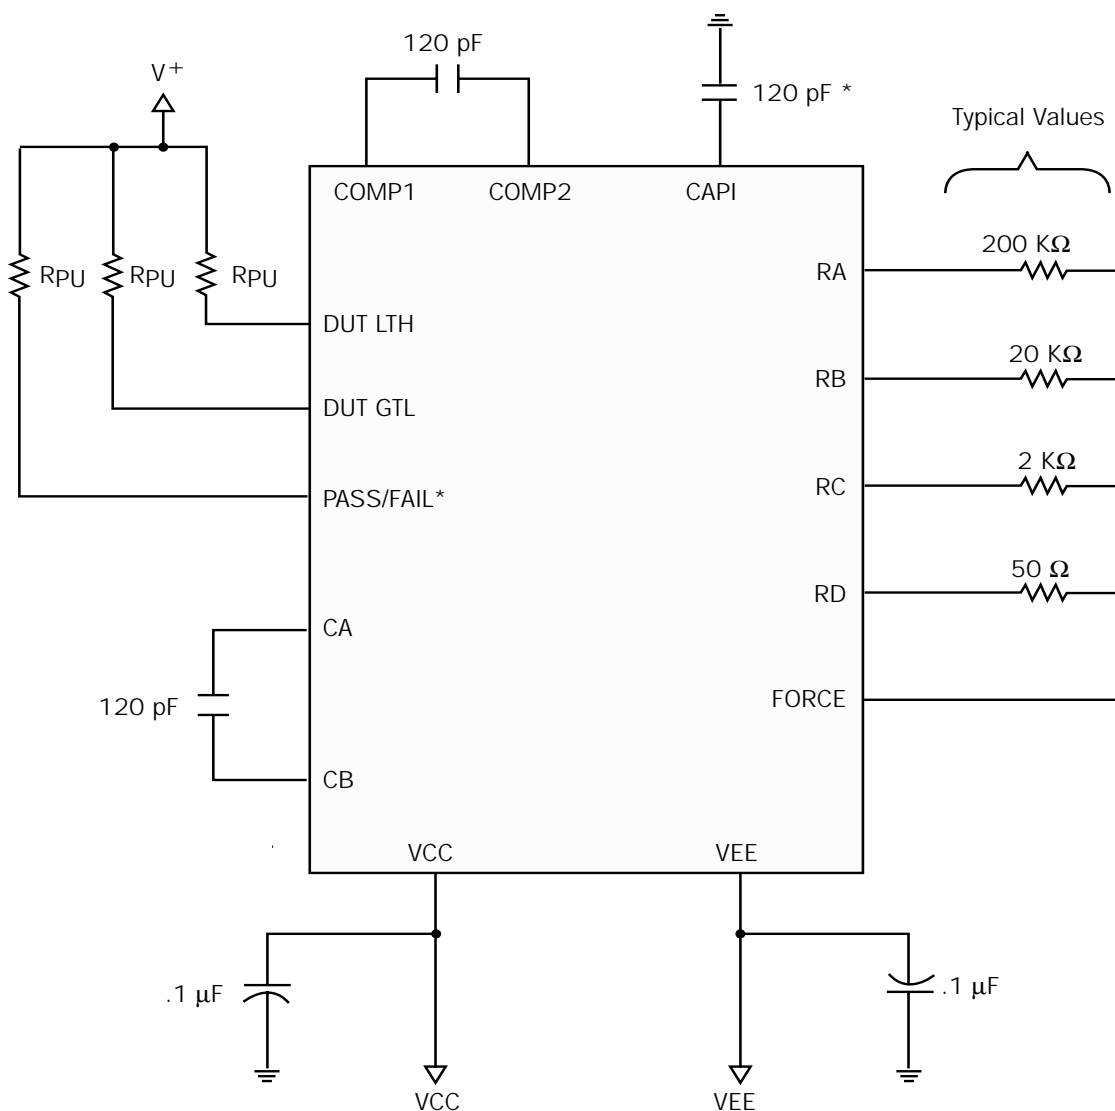 120 pF
V+
120 pF *
Typical Values
COMP1
COMP2
CAPI
200 KΩ
RA
RPU
RPU
RPU
DUT LTH
20 KΩ
RB
DUT GTL
2 KΩ
RC
PASS/FAIL*
50 Ω
RD
CA
FORCE
120 pF
CB
VCC
VEE
.1 µF
.1 µF
VCC
VEE